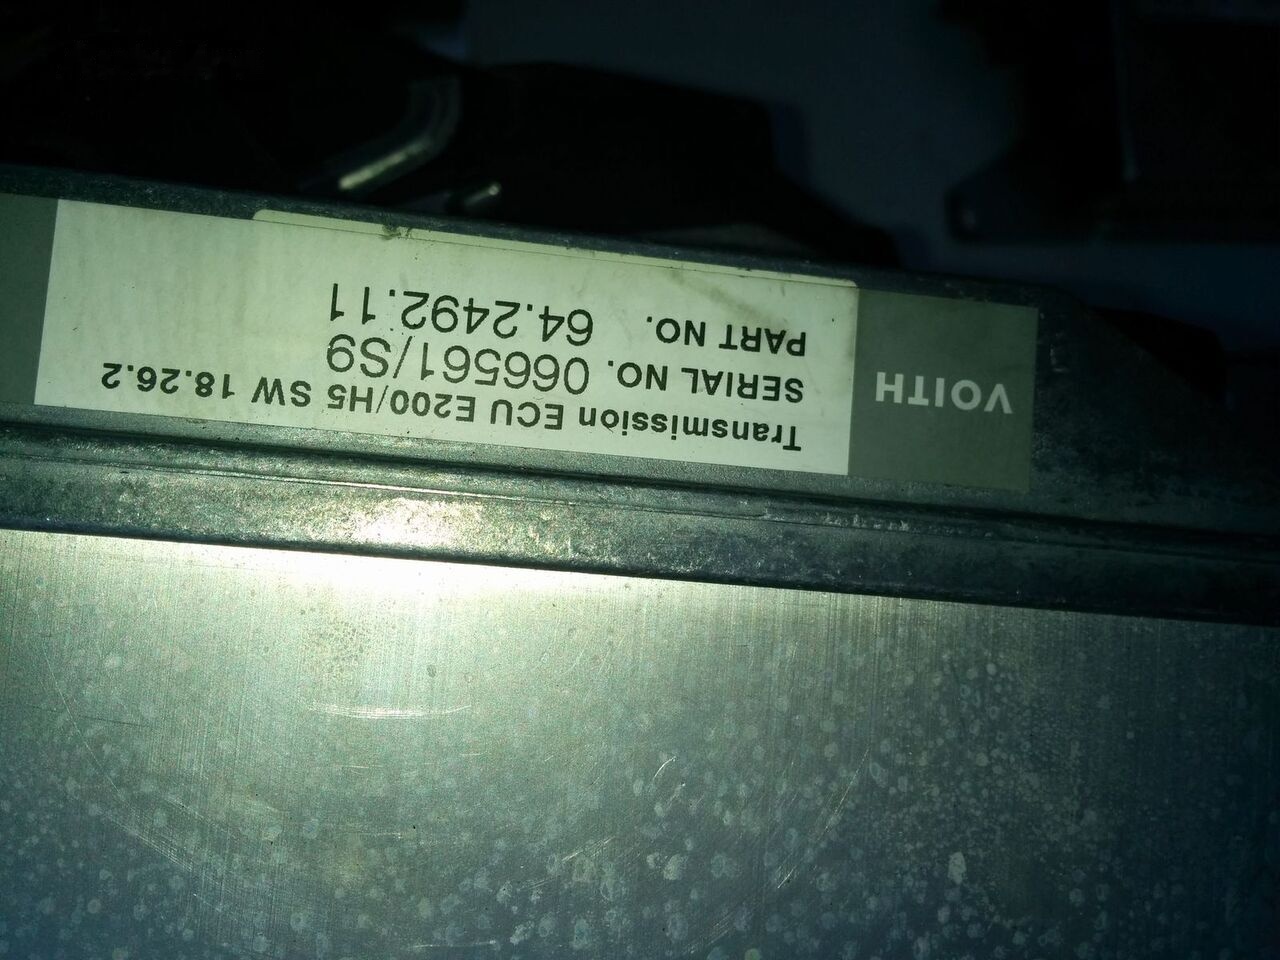 VOITH
Transmission ECU E200/H5 SW 18.26.2
SERIAL NO. 066561/S9
PART NO. 64.2492.11